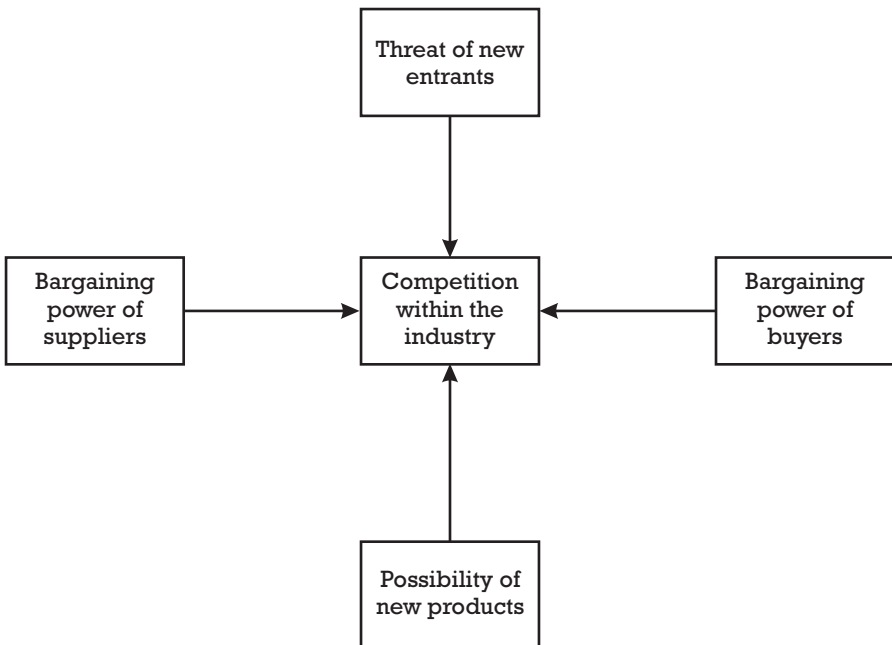 Threat of new
entrants
Bargaining
power of
suppliers
Competition
within the
industry
Bargaining
power of
buyers
Possibility of
new products